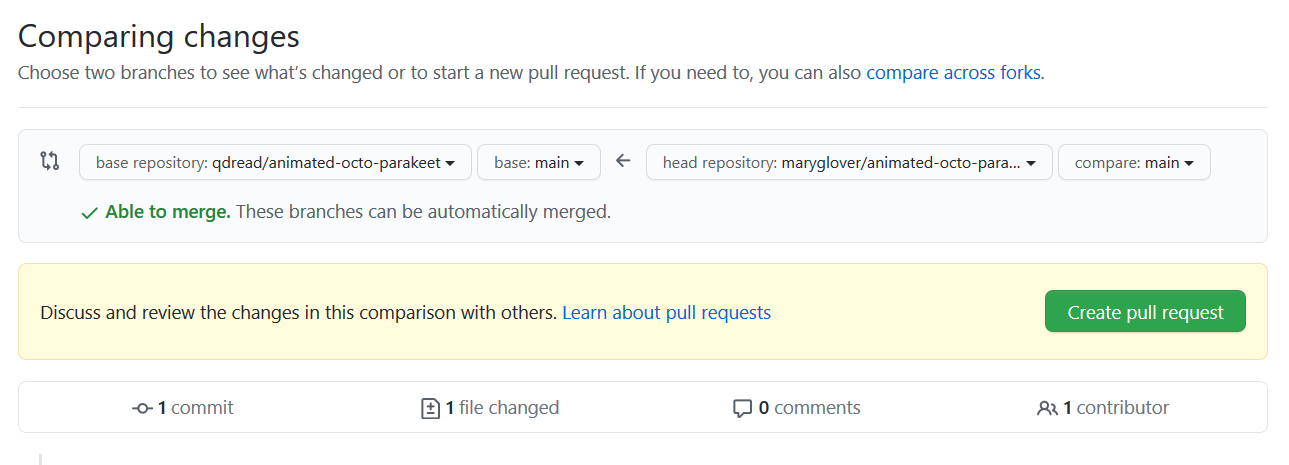 Comparing changes
Choose two branches to see what’s changed or to start a new pull request. If you need to, you can also compare across forks.
base repository: qdread/animated-octo-parakeet base: main head repository: maryglover/animated-octo-para... compare: main
Able to merge. These branches can be automatically merged.
Discuss and review the changes in this comparison with others. Learn about pull requests Create pull request
1 commit 1 file changed 0 comments 1 contributor